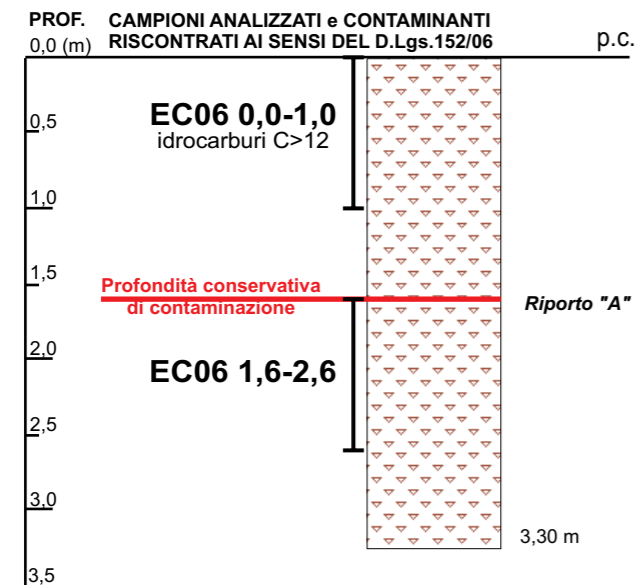 PROF.
CAMPIONI ANALIZZATI e CONTAMINANTI
0,0 (m)
RISCONTRATI AI SENSI DEL D.Lgs.152/06
p.c.
EC06 0,0-1,0
idrocarburi C>12
0,5
1,0
1,5
Profondità conservativa
di contaminazione
Riporto "A"
2,0
EC06 1,6-2,6
2,5
3,0
3,30 m
3,5